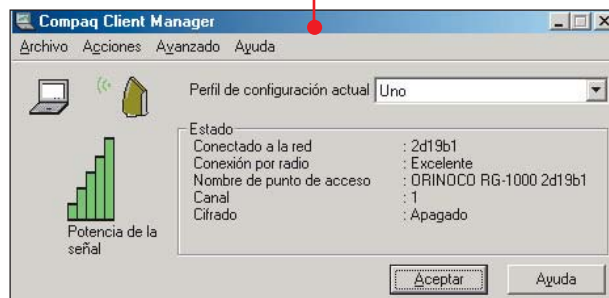 Compaq Client Manager
Archivo Acciones Avanzado Ayuda
Perfil de configuración actual Uno
Estado
Conectado a la red : 2d19b1
Conexión por radio : Excelente
Nombre de punto de acceso : ORINOCO RG-1000 2d19b1
Canal : 1
Cifrado : Apagado
Potencia de la
señal
Aceptar Ayuda